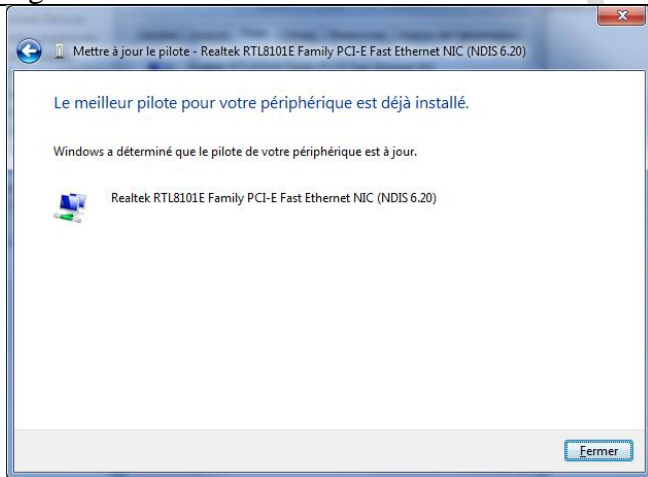 Mettre à jour le pilote - Realtek RTL8101E Family PCI-E Fast Ethernet NIC (NDIS 6.20)
Le meilleur pilote pour votre périphérique est déjà installé.
Windows a déterminé que le pilote de votre périphérique est à jour.
Realtek RTL8101E Family PCI-E Fast Ethernet NIC (NDIS 6.20)
Fermer